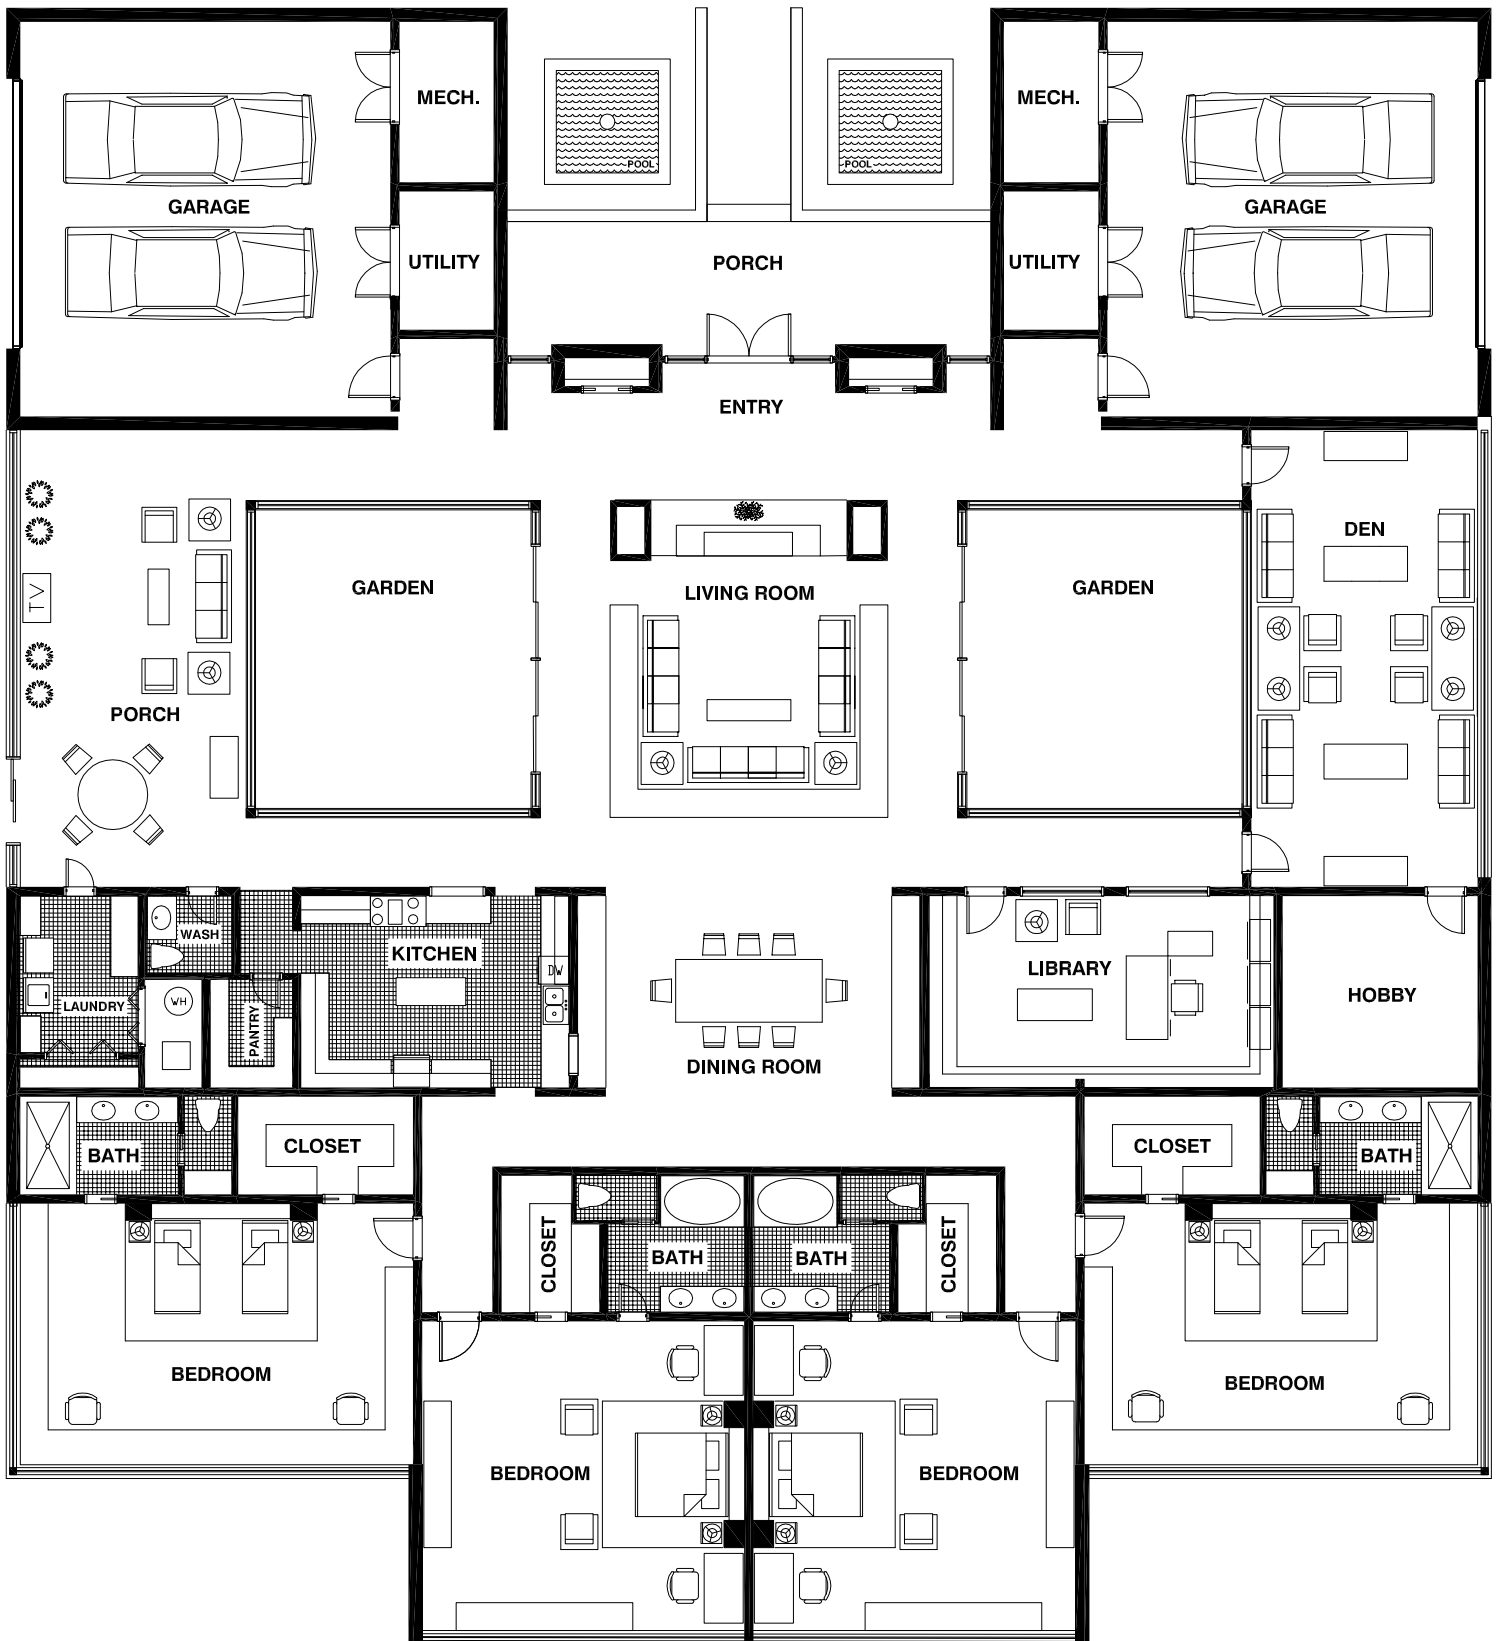 MECH.
MECH.
POOL
POOL
GARAGE
GARAGE
UTILITY
PORCH
UTILITY
ENTRY
DEN
GARDEN
LIVING ROOM
GARDEN
TV
PORCH
WASH
KITCHEN
LIBRARY
DW
HOBBY
LAUNDRY
WH
PANTRY
DINING ROOM
BATH
CLOSET
CLOSET
BATH
CLOSET
BATH
BATH
CLOSET
BEDROOM
BEDROOM
BEDROOM
BEDROOM